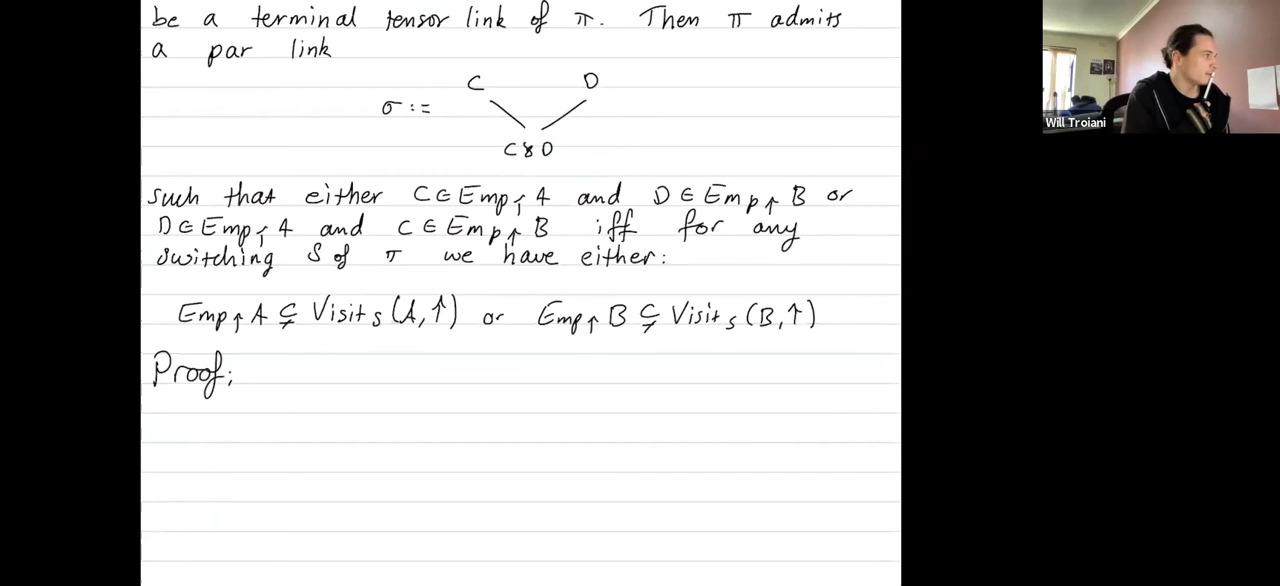 be a terminal tensor link of π. Then π admits
a par link
C D
σ :=
C⅋D
such that either C∈Emp↑A and D∈Emp↑B or
D∈Emp↑A and C∈Emp↑B iff for any
switching S of π we have either:
Emp↑A ⊊ Visits(A,↑) or Emp↑B ⊊ Visits(B,↑)
Proof:
Will Troiani